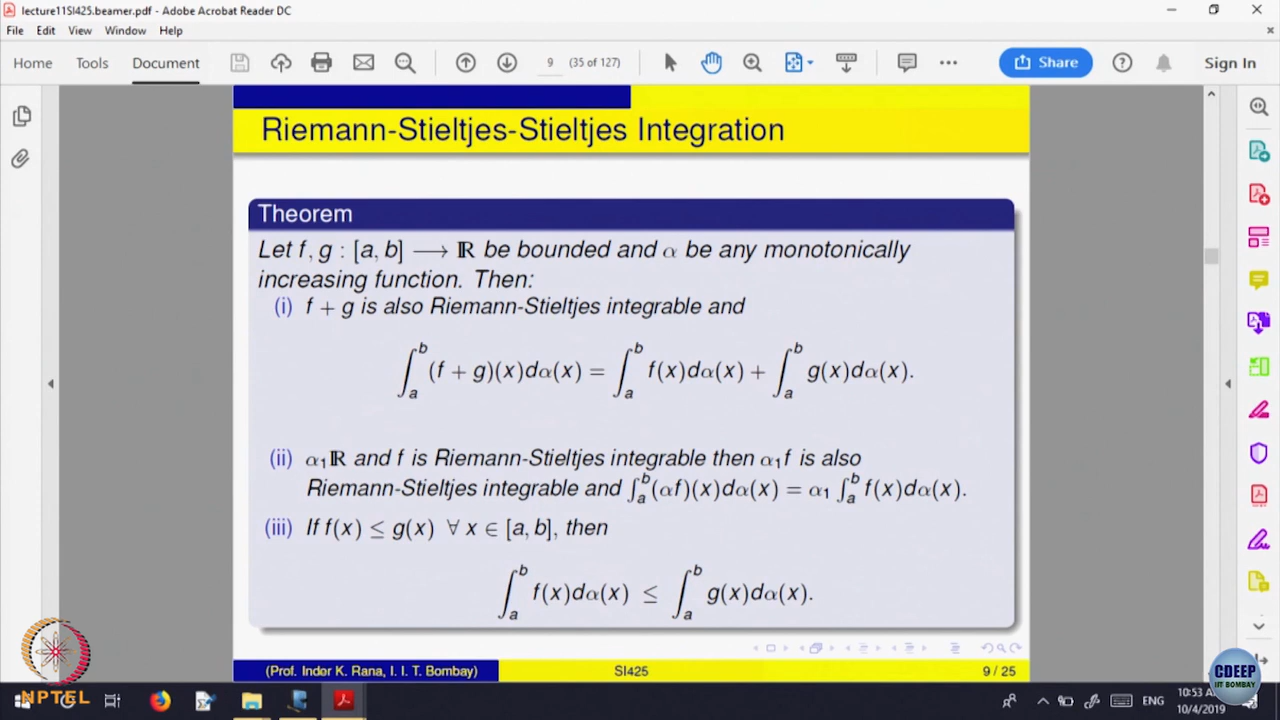 lecture11SI425.beamer.pdf - Adobe Acrobat Reader DC
File Edit View Window Help
Home Tools Document 9 (35 of 127) Share Sign In
Riemann-Stieltjes-Stieltjes Integration
Theorem
Let f, g : [a, b] ⟶ ℝ be bounded and α be any monotonically
increasing function. Then:
(i) f + g is also Riemann-Stieltjes integrable and
∫_a^b (f + g)(x)dα(x) = ∫_a^b f(x)dα(x) + ∫_a^b g(x)dα(x).
(ii) α₁ℝ and f is Riemann-Stieltjes integrable then α₁f is also
Riemann-Stieltjes integrable and ∫_a^b (αf)(x)dα(x) = α₁ ∫_a^b f(x)dα(x).
(iii) If f(x) ≤ g(x) ∀ x ∈ [a, b], then
∫_a^b f(x)dα(x) ≤ ∫_a^b g(x)dα(x).
(Prof. Inder K. Rana, I. I. T. Bombay) SI425 9 / 25
NPTEL
CDEEP
IIT BOMBAY
ENG
10:53
10/4/2019